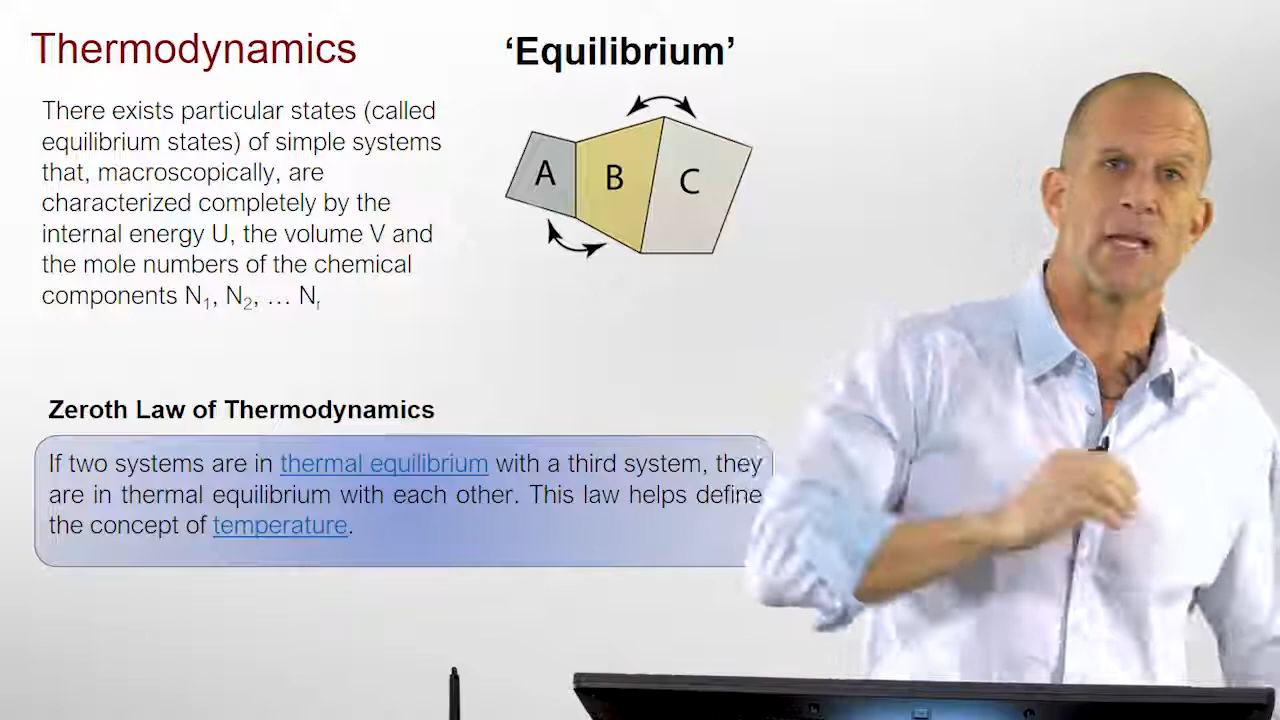 Thermodynamics
There exists particular states (called
equilibrium states) of simple systems
that, macroscopically, are
characterized completely by the
internal energy U, the volume V and
the mole numbers of the chemical
components N₁, N₂, … Nᵣ
‘Equilibrium’
A B C
Zeroth Law of Thermodynamics
If two systems are in thermal equilibrium with a third system, they
are in thermal equilibrium with each other. This law helps define
the concept of temperature.